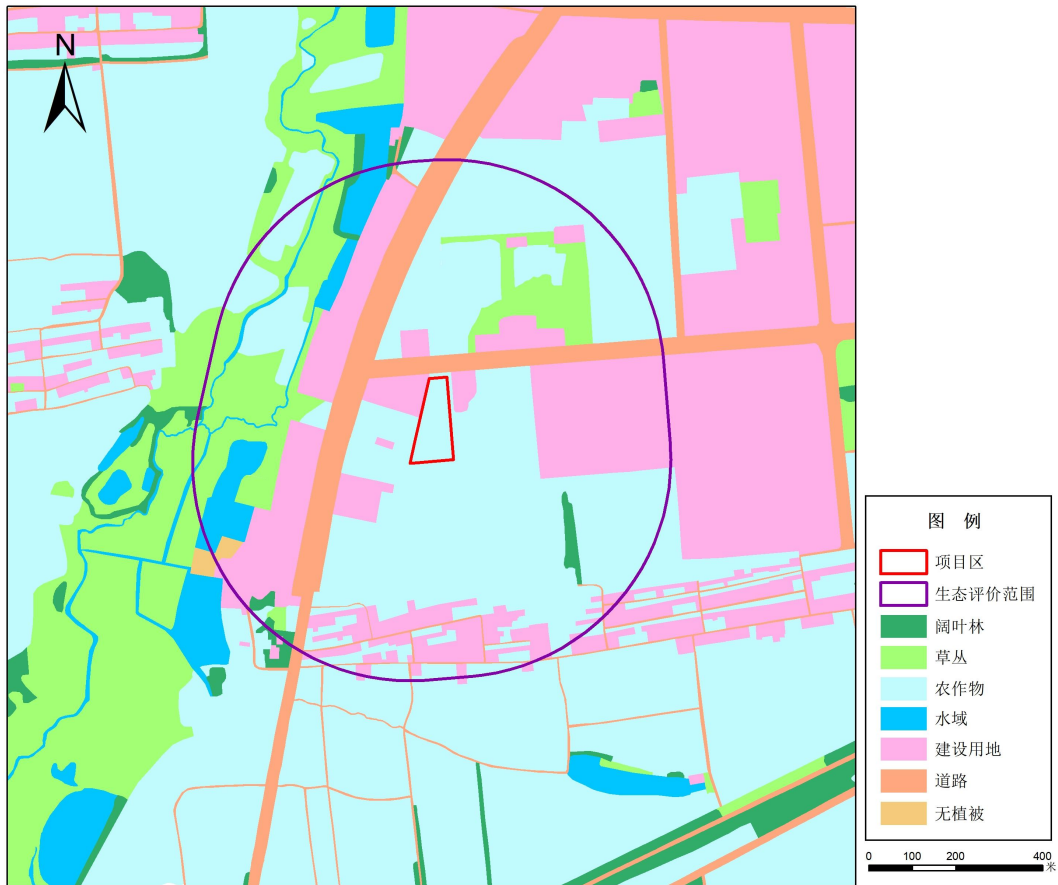 N
图 例
项目区
生态评价范围
阔叶林
草丛
农作物
水域
建设用地
道路
无植被
0 100 200 400
米